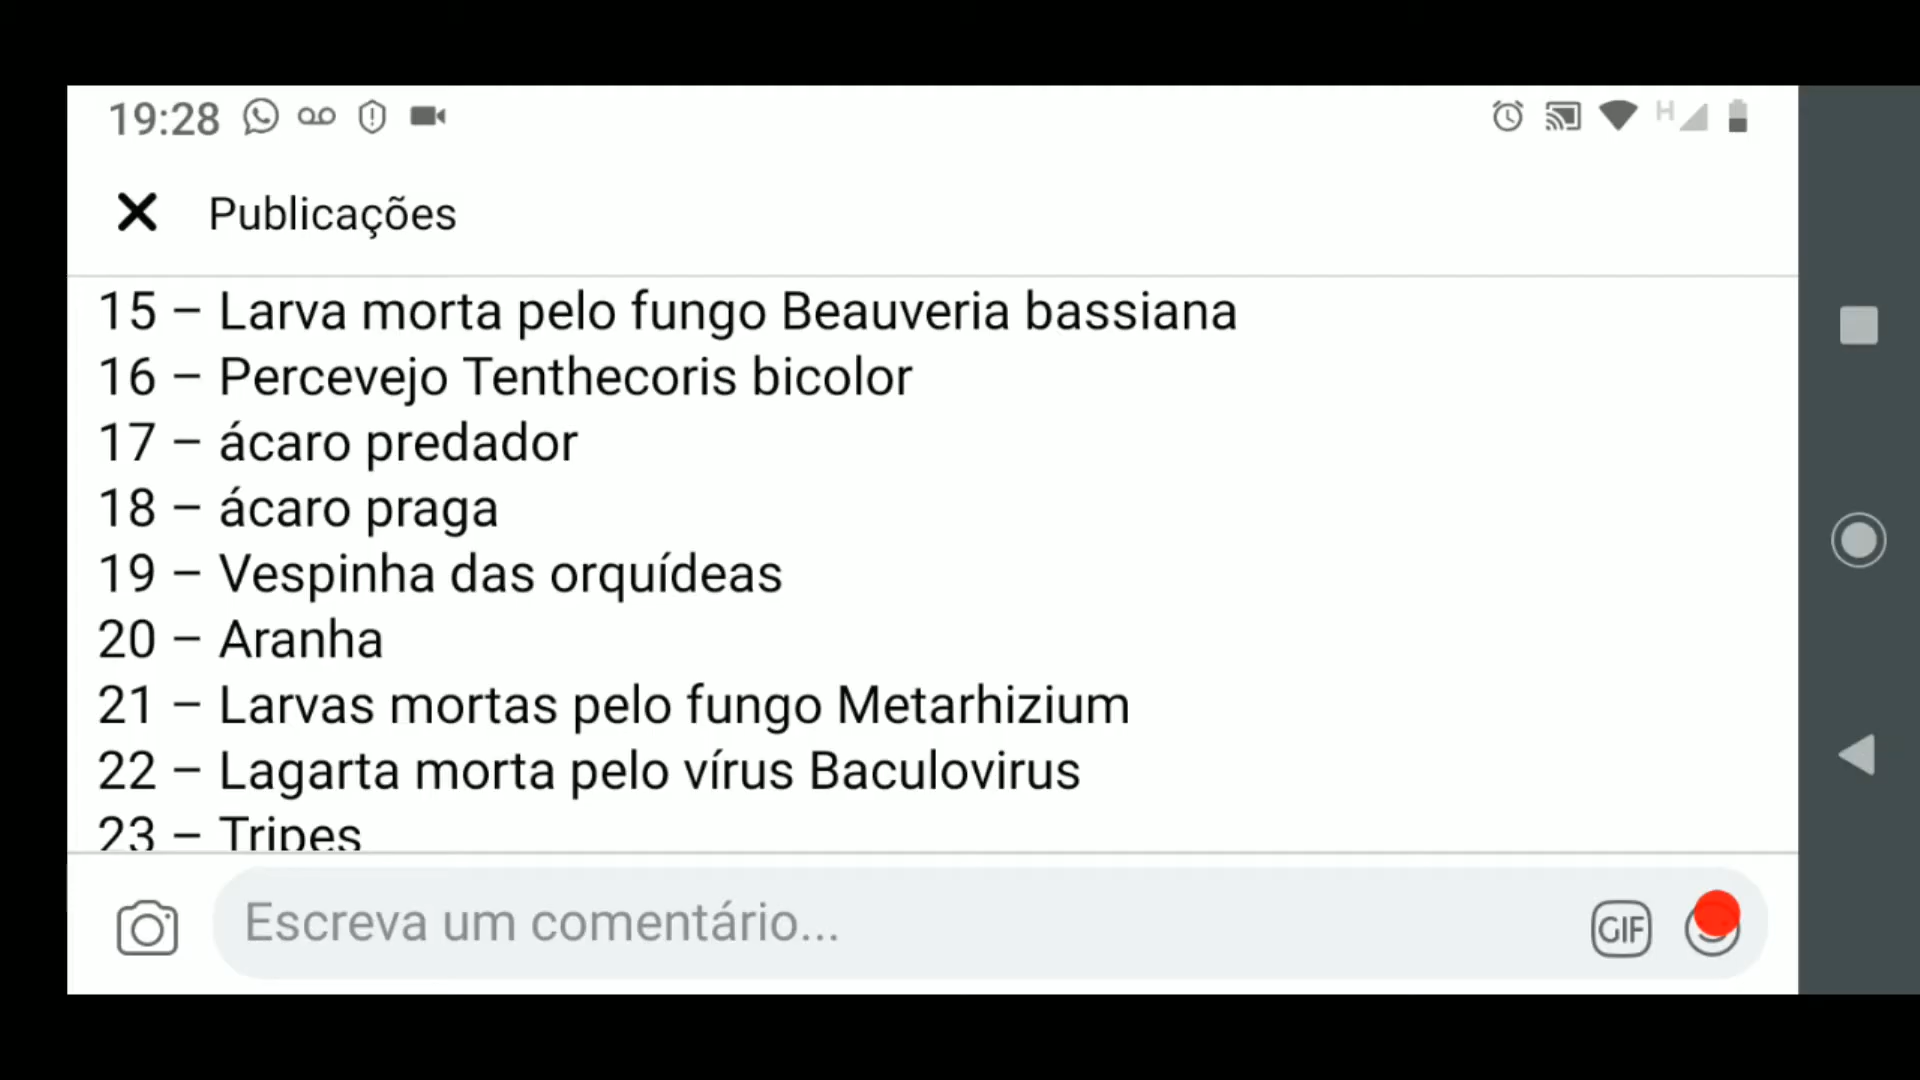 19:28
H
Publicações
15 – Larva morta pelo fungo Beauveria bassiana
16 – Percevejo Tenthecoris bicolor
17 – ácaro predador
18 – ácaro praga
19 – Vespinha das orquídeas
20 – Aranha
21 – Larvas mortas pelo fungo Metarhizium
22 – Lagarta morta pelo vírus Baculovirus
23 – Tripes
Escreva um comentário...
GIF